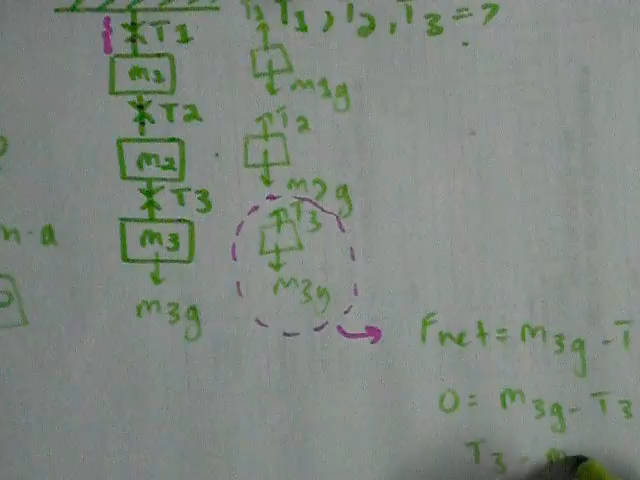 T1, T2, T3 = ?
T1
T1
m1
m1g
T2
T2
m2
m2g
T3
T3
m3
m3g
m3g
m·a
Fnet = m3g - T
0 = m3g - T3
T3 =